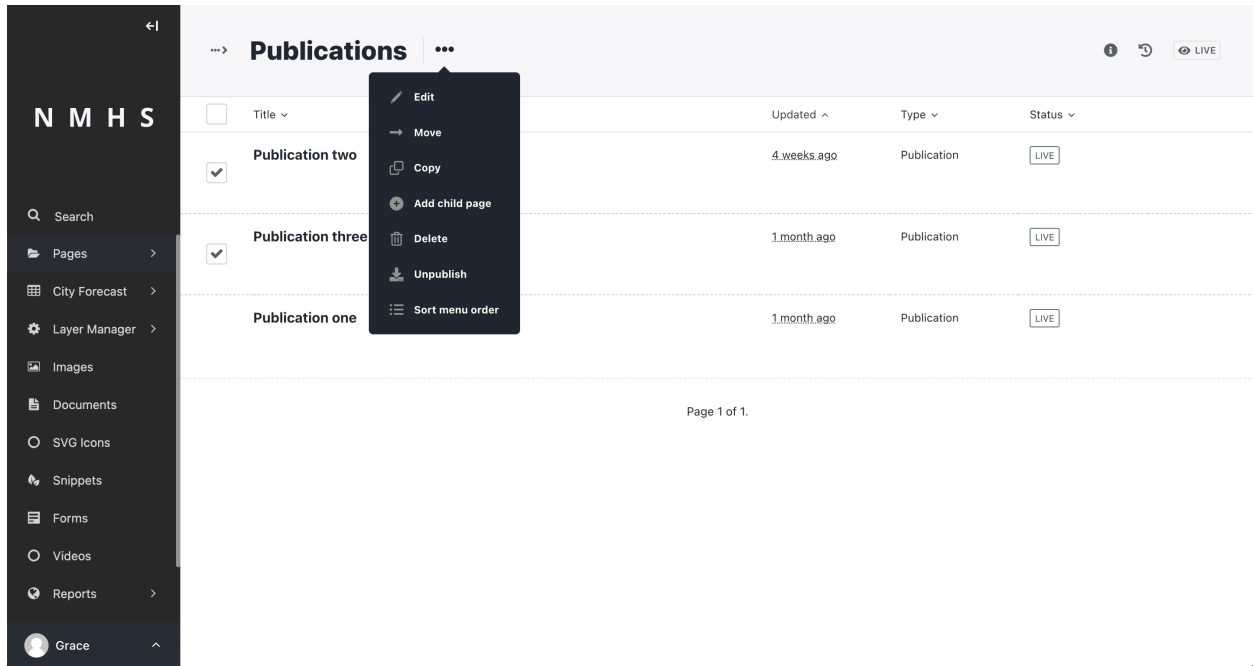 Publications
LIVE
Edit
Move
Copy
Add child page
Delete
Unpublish
Sort menu order
NMHS
Search
Pages
City Forecast
Layer Manager
Images
Documents
SVG Icons
Snippets
Forms
Videos
Reports
Grace
Title Updated Type Status
Publication two 4 weeks ago Publication LIVE
Publication three 1 month ago Publication LIVE
Publication one 1 month ago Publication LIVE
Page 1 of 1.